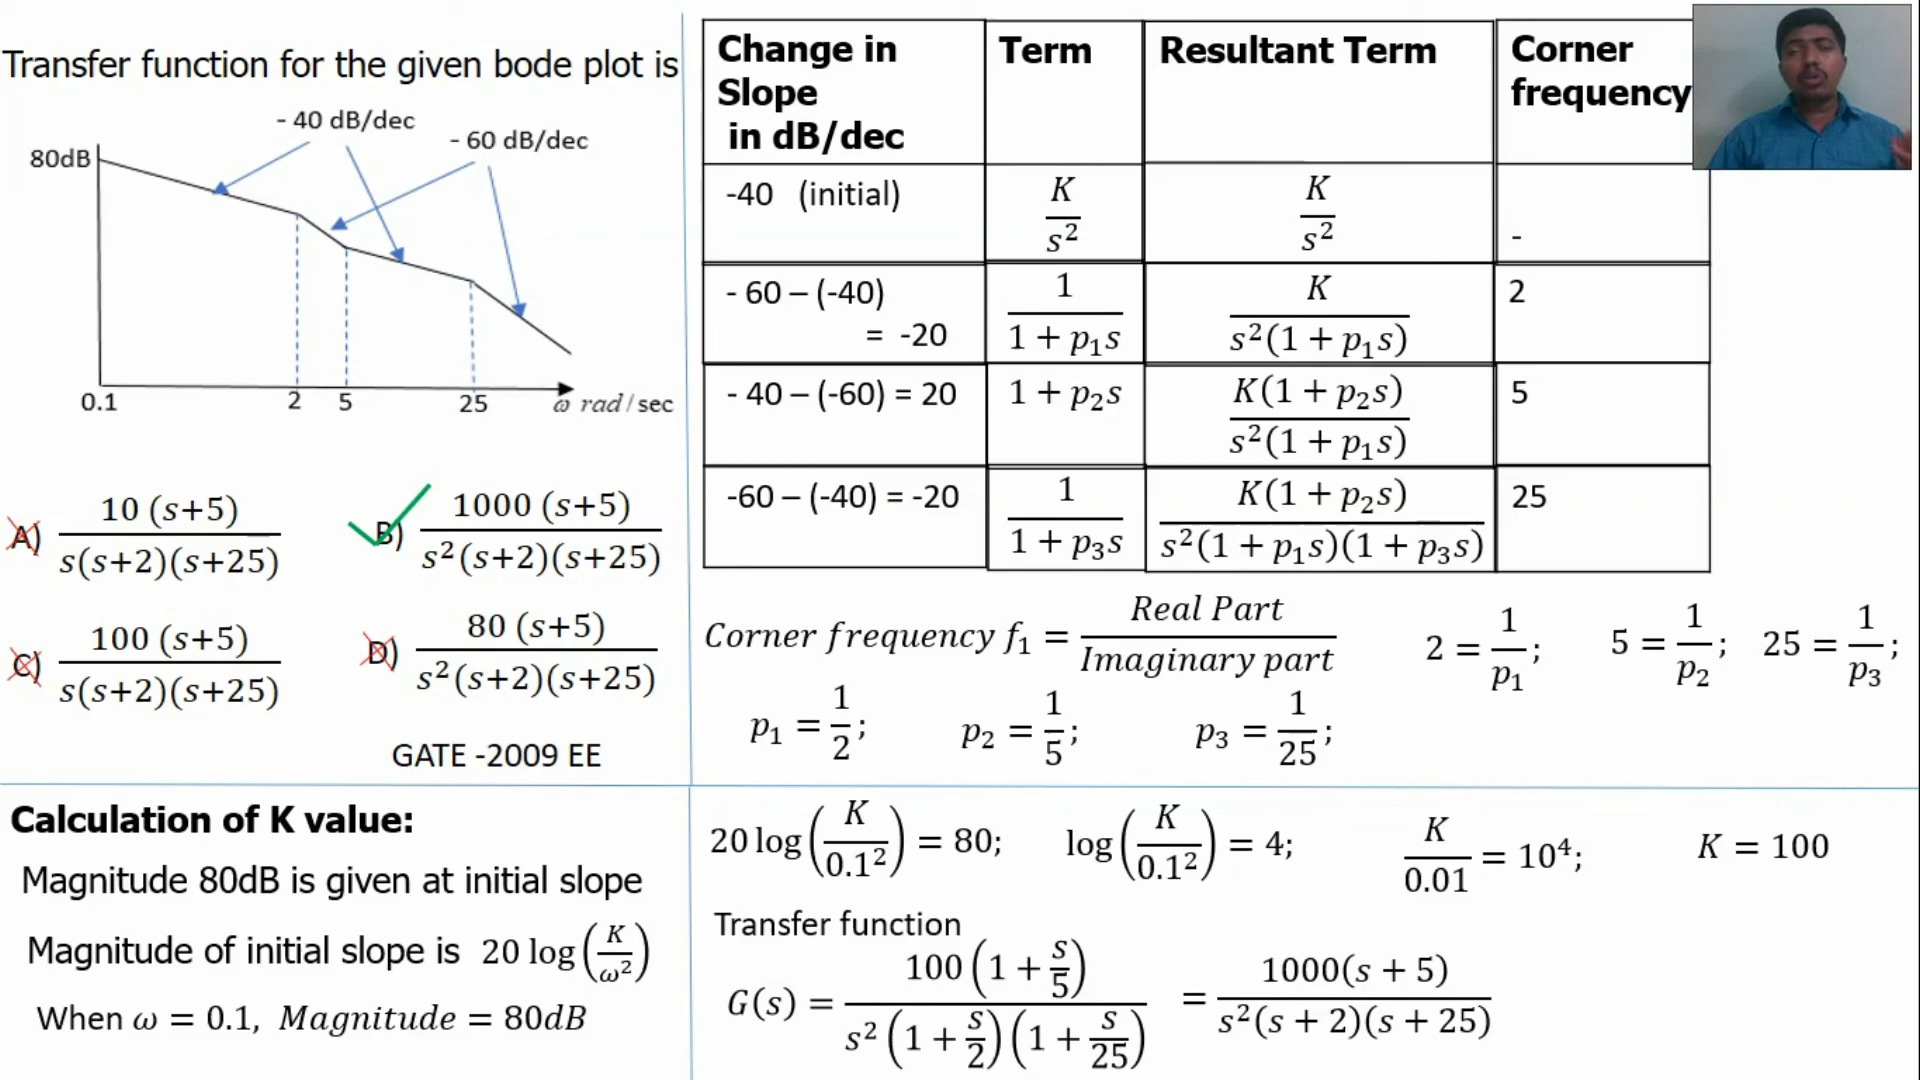 Transfer function for the given bode plot is
- 40 dB/dec
- 60 dB/dec
80dB
0.1 2 5 25 ω rad/sec
A) 10 (s+5) / s(s+2)(s+25)
B) 1000 (s+5) / s²(s+2)(s+25)
C) 100 (s+5) / s(s+2)(s+25)
D) 80 (s+5) / s²(s+2)(s+25)
GATE -2009 EE
Change in Slope in dB/dec | Term | Resultant Term | Corner frequency
-40 (initial) | K / s² | K / s² | -
- 60 – (-40) = -20 | 1 / 1 + p₁s | K / s²(1 + p₁s) | 2
- 40 – (-60) = 20 | 1 + p₂s | K(1 + p₂s) / s²(1 + p₁s) | 5
-60 – (-40) = -20 | 1 / 1 + p₃s | K(1 + p₂s) / s²(1 + p₁s)(1 + p₃s) | 25
Corner frequency f₁ = Real Part / Imaginary part 2 = 1/p₁; 5 = 1/p₂; 25 = 1/p₃;
p₁ = 1/2; p₂ = 1/5; p₃ = 1/25;
Calculation of K value:
Magnitude 80dB is given at initial slope
Magnitude of initial slope is 20 log(K/ω²)
When ω = 0.1, Magnitude = 80dB
20 log(K/0.1²) = 80; log(K/0.1²) = 4; K/0.01 = 10⁴; K = 100
Transfer function
G(s) = 100(1 + s/5) / s²(1 + s/2)(1 + s/25) = 1000(s + 5) / s²(s + 2)(s + 25)